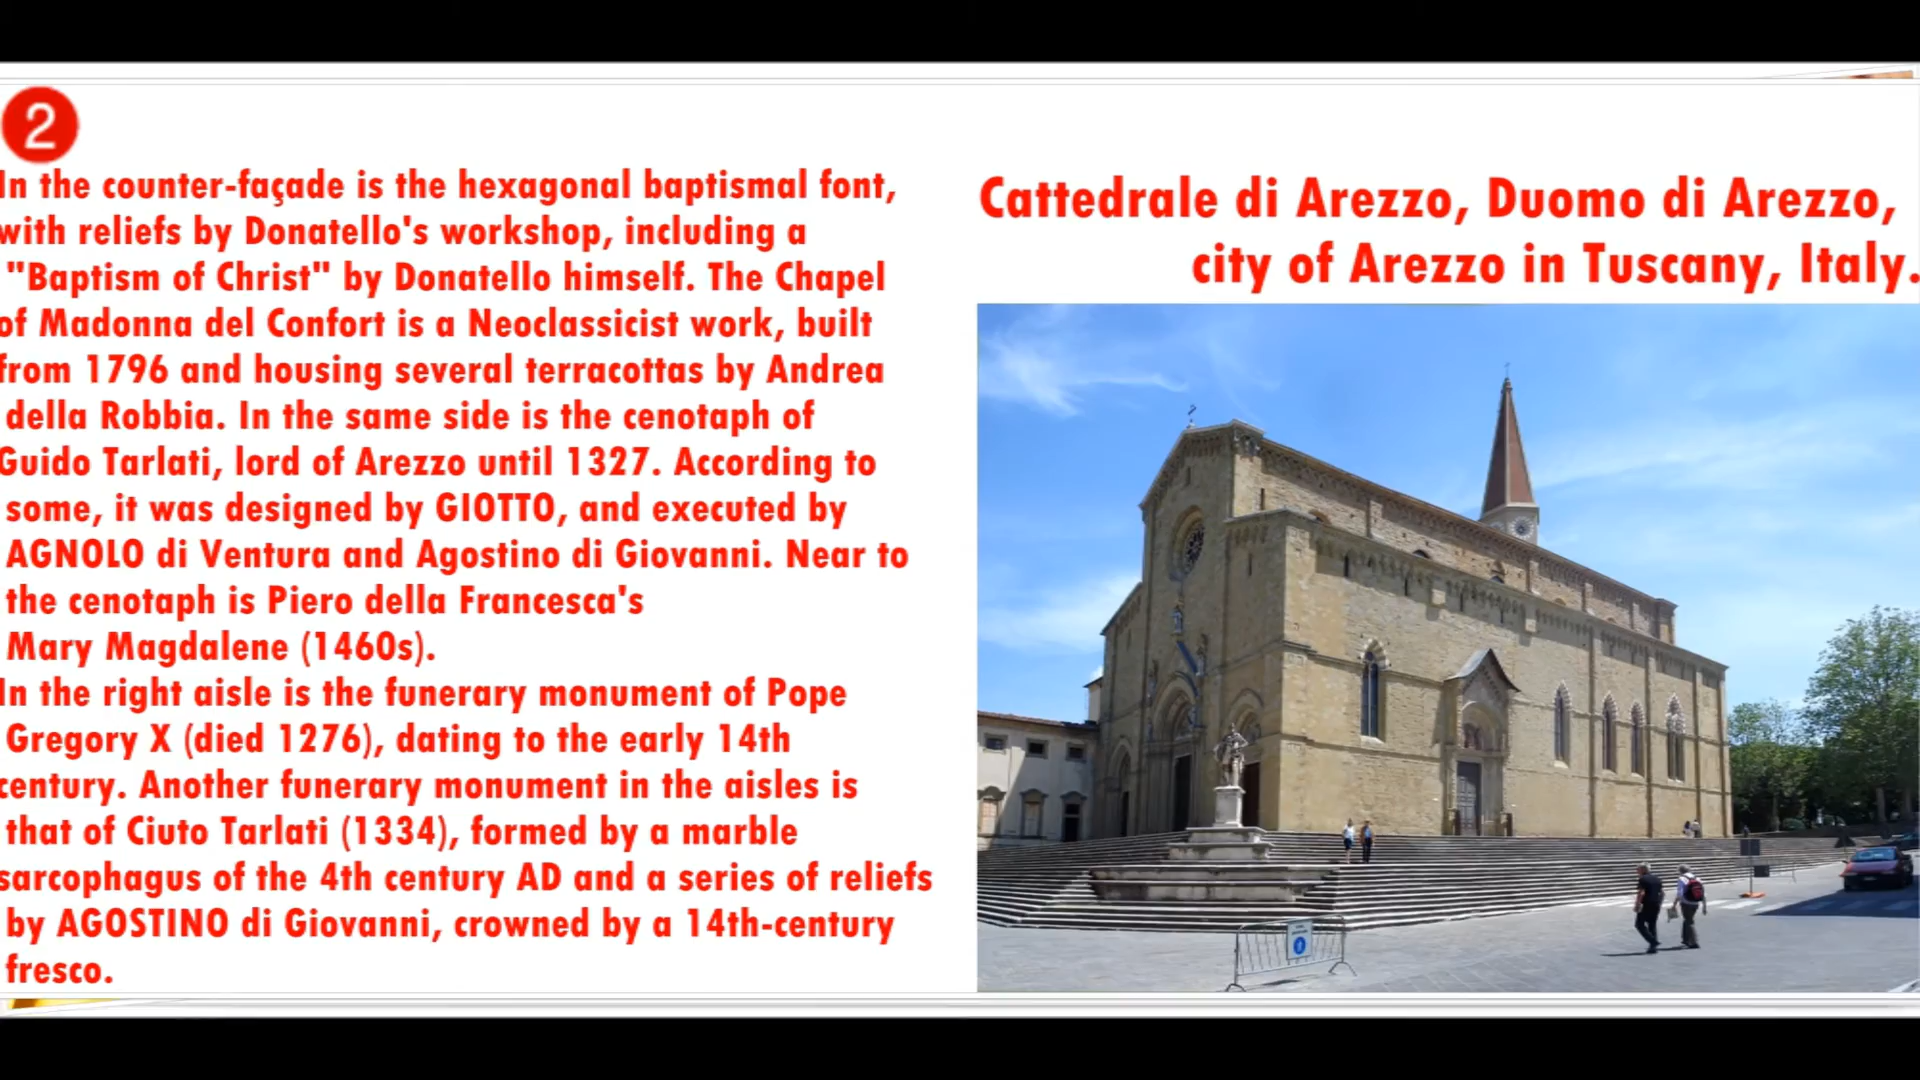 2
In the counter-façade is the hexagonal baptismal font,
with reliefs by Donatello's workshop, including a
"Baptism of Christ" by Donatello himself. The Chapel
of Madonna del Confort is a Neoclassicist work, built
from 1796 and housing several terracottas by Andrea
della Robbia. In the same side is the cenotaph of
Guido Tarlati, lord of Arezzo until 1327. According to
some, it was designed by GIOTTO, and executed by
AGNOLO di Ventura and Agostino di Giovanni. Near to
the cenotaph is Piero della Francesca's
Mary Magdalene (1460s).
In the right aisle is the funerary monument of Pope
Gregory X (died 1276), dating to the early 14th
century. Another funerary monument in the aisles is
that of Ciuto Tarlati (1334), formed by a marble
sarcophagus of the 4th century AD and a series of reliefs
by AGOSTINO di Giovanni, crowned by a 14th-century
fresco.
Cattedrale di Arezzo, Duomo di Arezzo,
city of Arezzo in Tuscany, Italy.